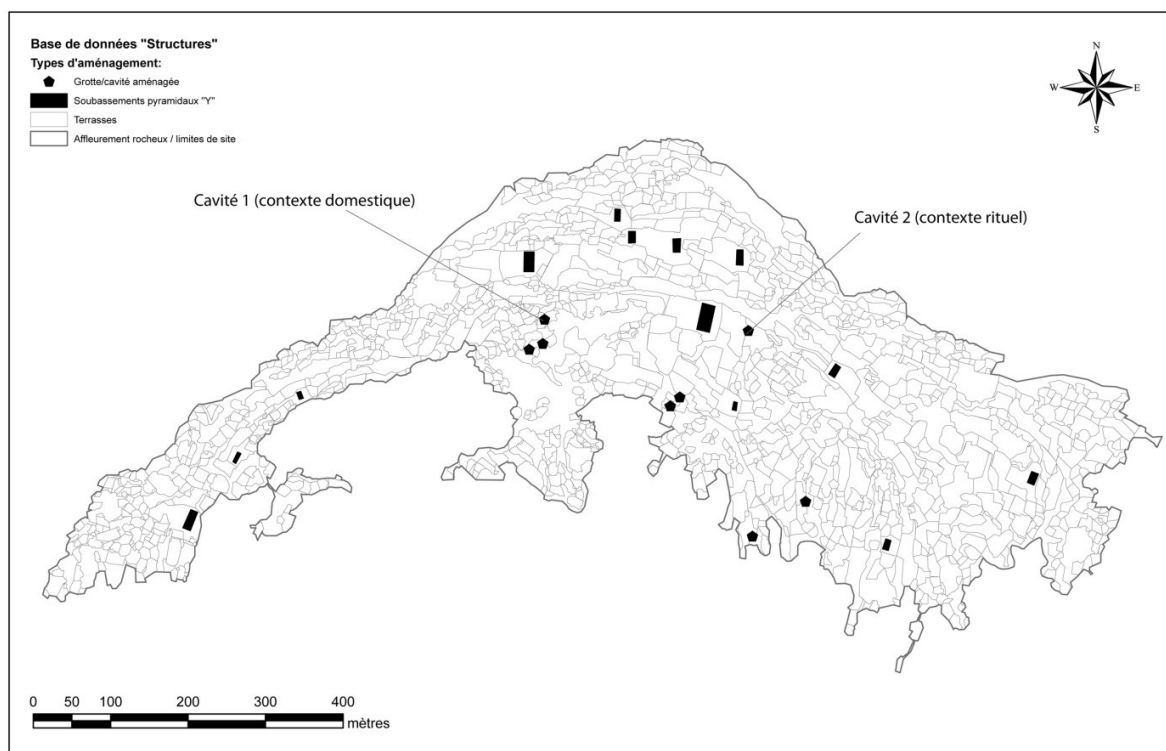 Base de données "Structures"
Types d'aménagement:
Grotte/cavité aménagée
Soubassements pyramidaux "Y"
Terrasses
Affleurement rocheux / limites de site
N
W E
S
Cavité 1 (contexte domestique)
Cavité 2 (contexte rituel)
0 50 100 200 300 400
mètres